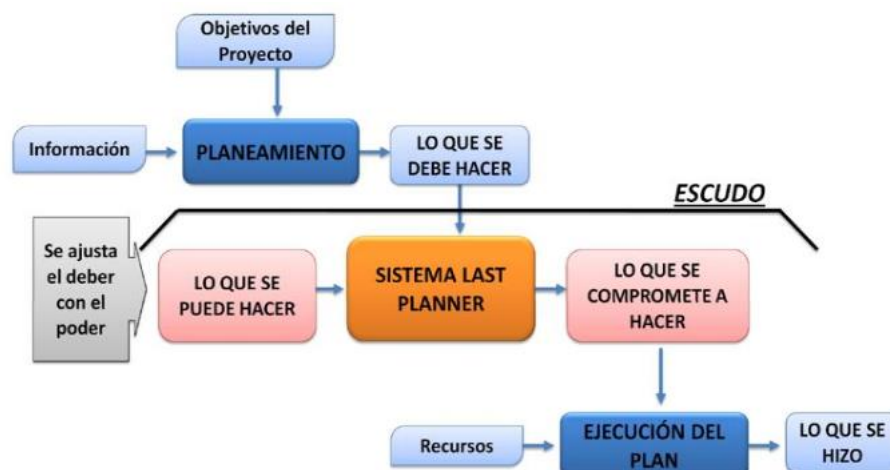 Objetivos del
Proyecto
Información
PLANEAMIENTO
LO QUE SE
DEBE HACER
ESCUDO
Se ajusta
el deber
con el
poder
LO QUE SE
PUEDE HACER
SISTEMA LAST
PLANNER
LO QUE SE
COMPROMETE A
HACER
Recursos
EJECUCIÓN DEL
PLAN
LO QUE SE
HIZO